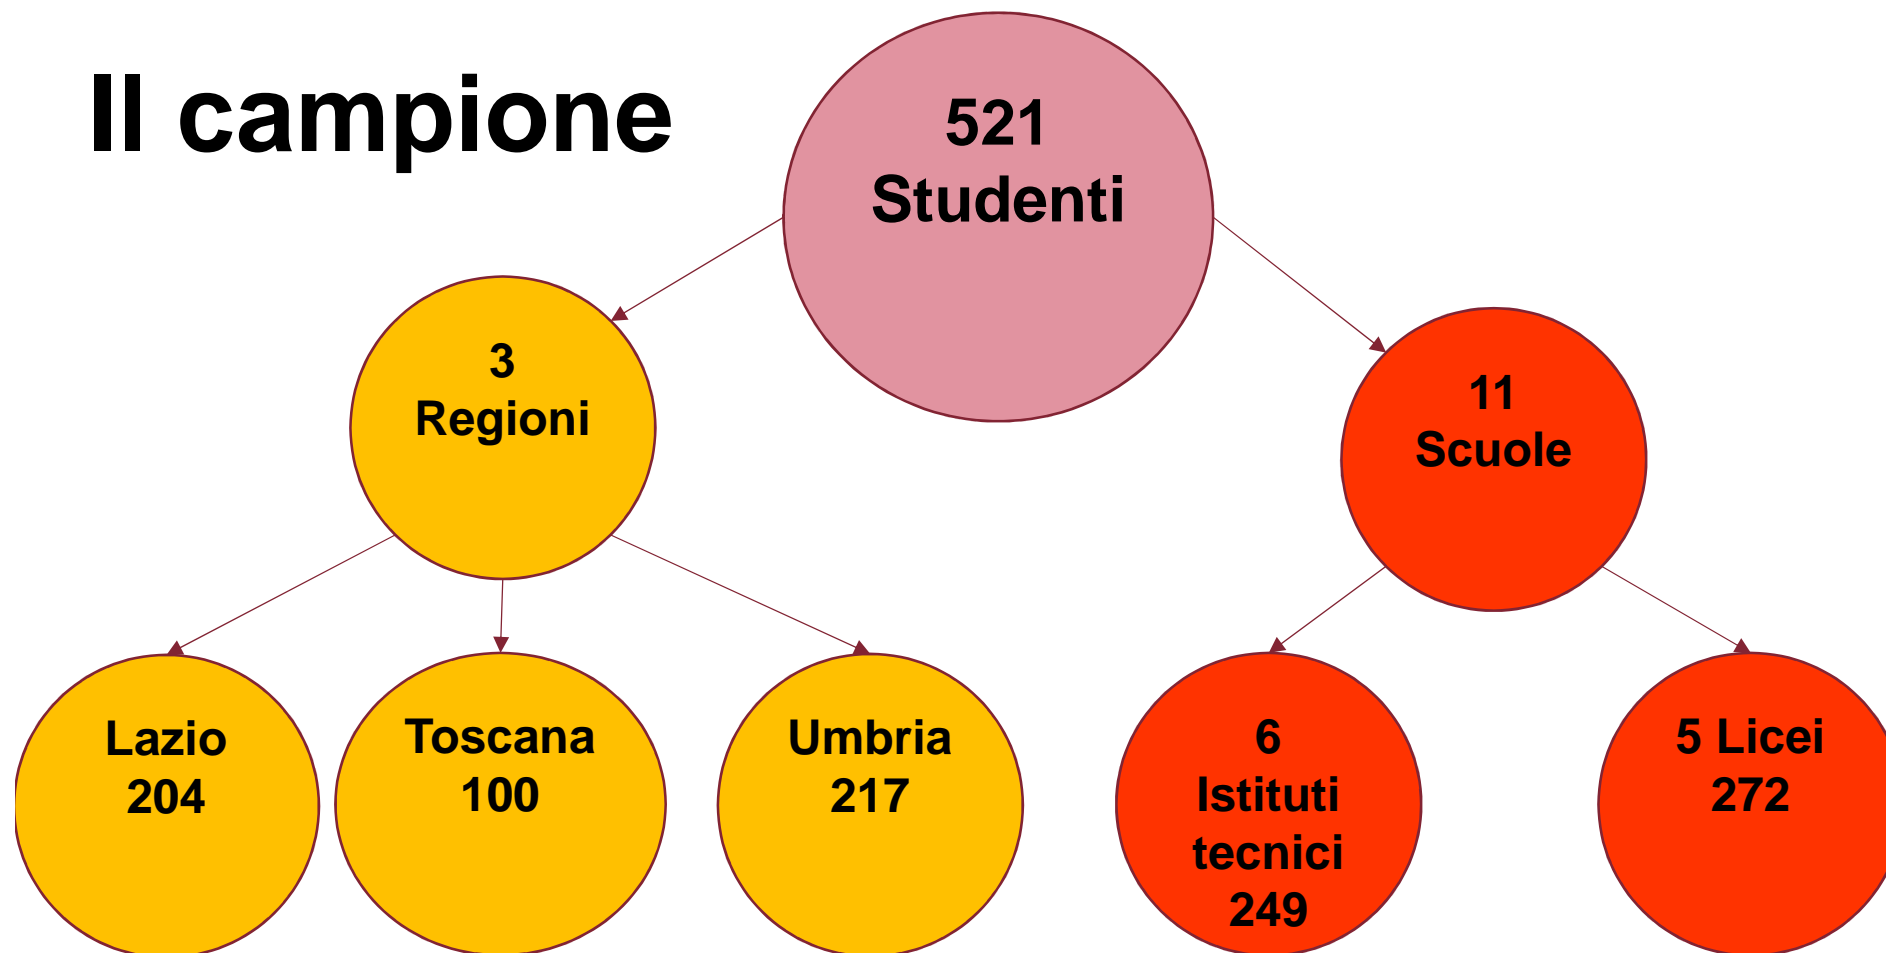 Il campione
521
Studenti
3
Regioni
11
Scuole
Lazio
204
Toscana
100
Umbria
217
6
Istituti
tecnici
249
5 Licei
272